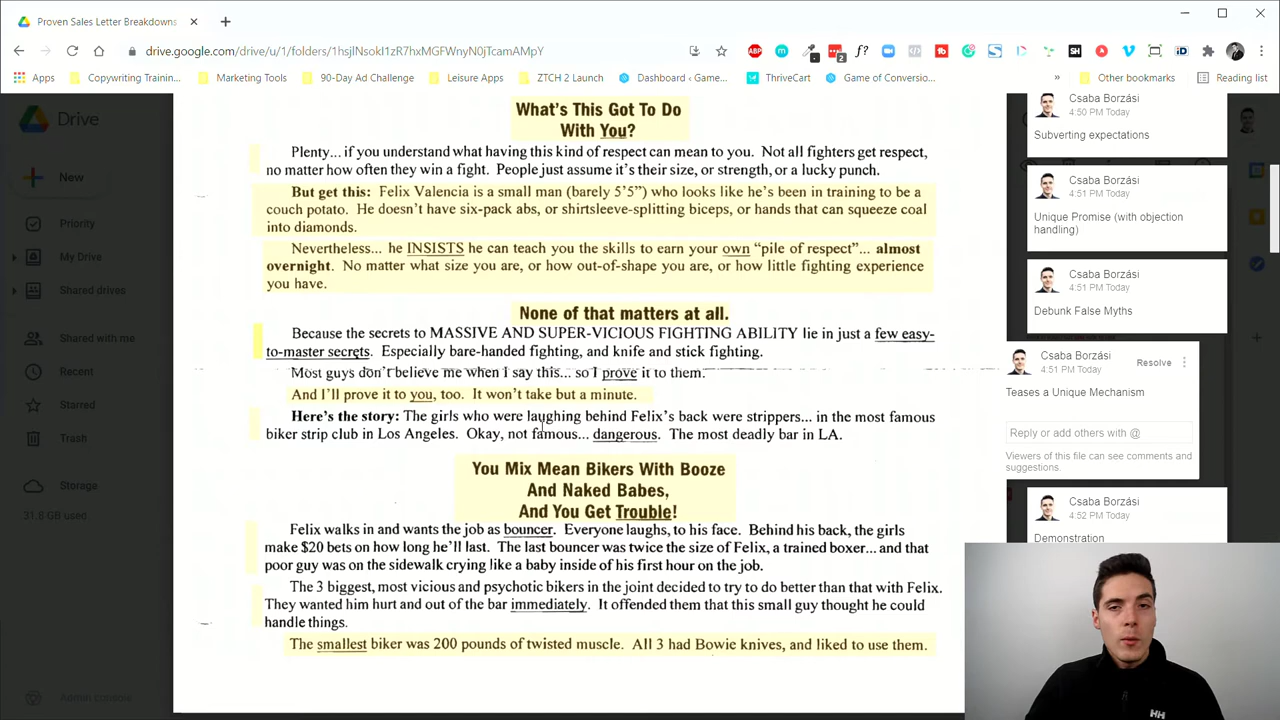 Proven Sales Letter Breakdowns
drive.google.com/drive/u/1/folders/1hsjlNsokI1zR7hxMGFWnyN0jTcamAMpY
Apps
Copywriting Trainin...
Marketing Tools
90-Day Ad Challenge
Leisure Apps
ZTCH 2 Launch
Dashboard ‹ Game...
ThriveCart
Game of Conversio...
»
Other bookmarks
Reading list
Drive
New
Priority
My Drive
Shared drives
Shared with me
Recent
Starred
Trash
Storage
31.8 GB used
Admin console
What's This Got To Do
With You?
Plenty... if you understand what having this kind of respect can mean to you. Not all fighters get respect,
no matter how often they win a fight. People just assume it's their size, or strength, or a lucky punch.
But get this: Felix Valencia is a small man (barely 5'5") who looks like he's been in training to be a
couch potato. He doesn't have six-pack abs, or shirtsleeve-splitting biceps, or hands that can squeeze coal
into diamonds.
Nevertheless... he INSISTS he can teach you the skills to earn your own "pile of respect"... almost
overnight. No matter what size you are, or how out-of-shape you are, or how little fighting experience
you have.
None of that matters at all.
Because the secrets to MASSIVE AND SUPER-VICIOUS FIGHTING ABILITY lie in just a few easy-
to-master secrets. Especially bare-handed fighting, and knife and stick fighting.
Most guys don't believe me when I say this... so I prove it to them.
And I'll prove it to you, too. It won't take but a minute.
Here's the story: The girls who were laughing behind Felix's back were strippers... in the most famous
biker strip club in Los Angeles. Okay, not famous... dangerous. The most deadly bar in LA.
You Mix Mean Bikers With Booze
And Naked Babes,
And You Get Trouble!
Felix walks in and wants the job as bouncer. Everyone laughs, to his face. Behind his back, the girls
make $20 bets on how long he'll last. The last bouncer was twice the size of Felix, a trained boxer... and that
poor guy was on the sidewalk crying like a baby inside of his first hour on the job.
The 3 biggest, most vicious and psychotic bikers in the joint decided to try to do better than that with Felix.
They wanted him hurt and out of the bar immediately. It offended them that this small guy thought he could
handle things.
The smallest biker was 200 pounds of twisted muscle. All 3 had Bowie knives, and liked to use them.
Csaba Borzási
4:50 PM Today
Subverting expectations
Csaba Borzási
4:51 PM Today
Unique Promise (with objection
handling)
Csaba Borzási
4:51 PM Today
Debunk False Myths
Csaba Borzási
4:51 PM Today
Resolve
Teases a Unique Mechanism
Reply or add others with @
Viewers of this file can see comments and
suggestions.
Csaba Borzási
4:52 PM Today
Demonstration
HH